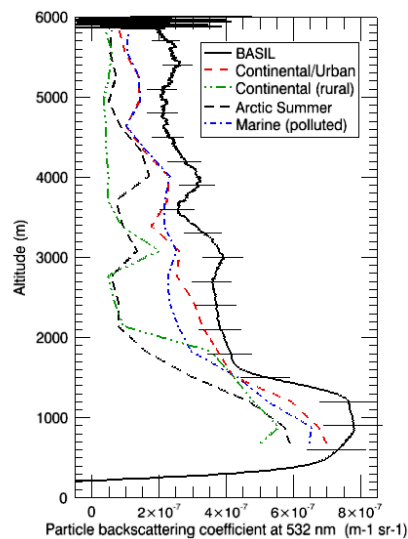 6000
5000
4000
3000
2000
1000
0
Altitude (m)
BASIL
Continental/Urban
Continental (rural)
Arctic Summer
Marine (polluted)
0 2×10⁻⁷ 4×10⁻⁷ 6×10⁻⁷ 8×10⁻⁷
Particle backscattering coefficient at 532 nm (m-1 sr-1)